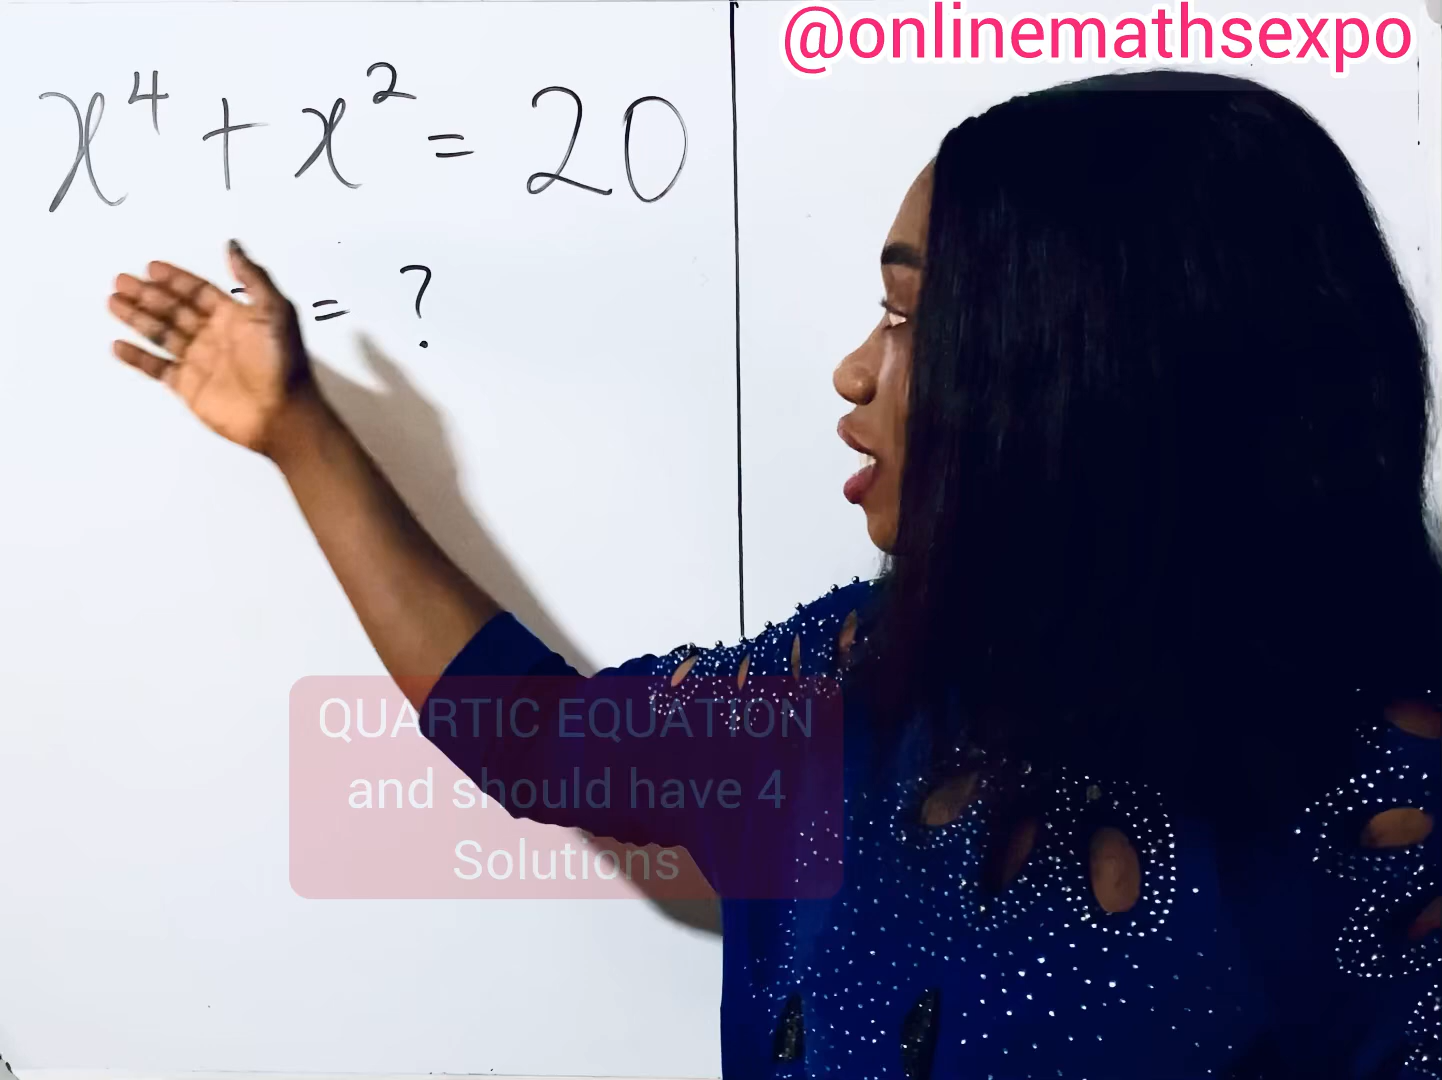 @onlinemathsexpo
x⁴ + x² = 20
= ?
QUARTIC EQUATION
and should have 4
Solutions